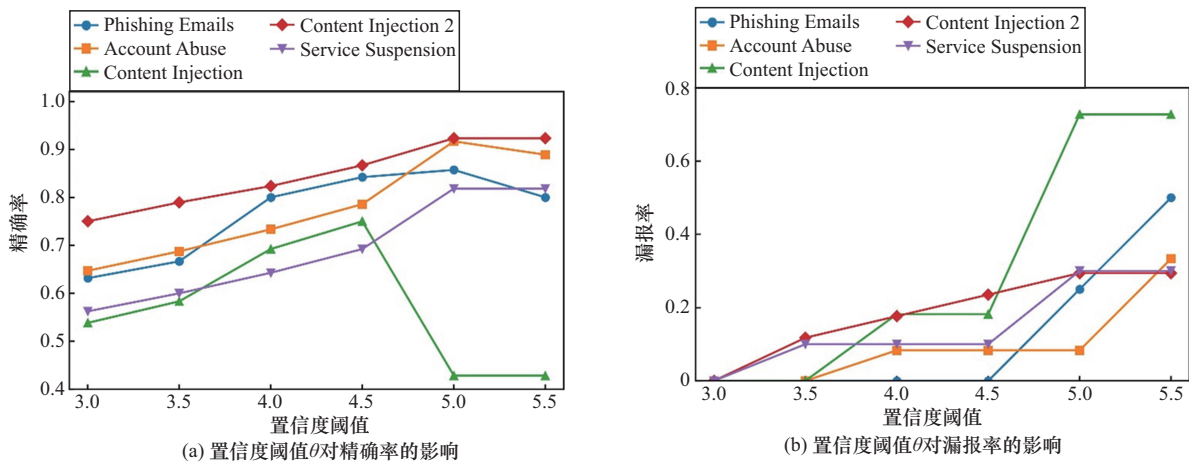 Phishing Emails
Content Injection 2
Account Abuse
Service Suspension
Content Injection
1.0
0.9
0.8
0.7
0.6
0.5
0.4
精确率
3.0 3.5 4.0 4.5 5.0 5.5
置信度阈值
(a) 置信度阈值θ对精确率的影响
Phishing Emails
Content Injection 2
Account Abuse
Service Suspension
Content Injection
0.8
0.6
0.4
0.2
0
漏报率
3.0 3.5 4.0 4.5 5.0 5.5
置信度阈值
(b) 置信度阈值θ对漏报率的影响